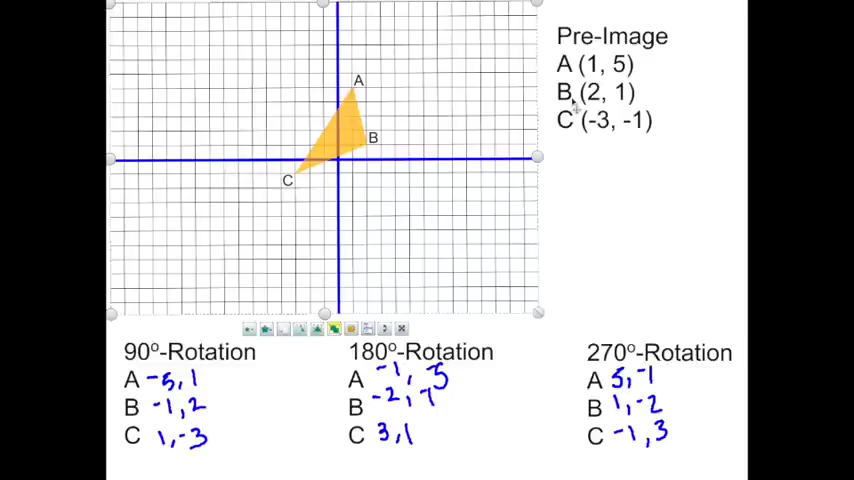 Pre-Image
A (1, 5)
B (2, 1)
C (-3, -1)
A
B
C
90º-Rotation
A -5, 1
B -1, 2
C 1, -3
180º-Rotation
A -1, -5
B -2, -1
C 3, 1
270º-Rotation
A 5, -1
B 1, -2
C -1, 3